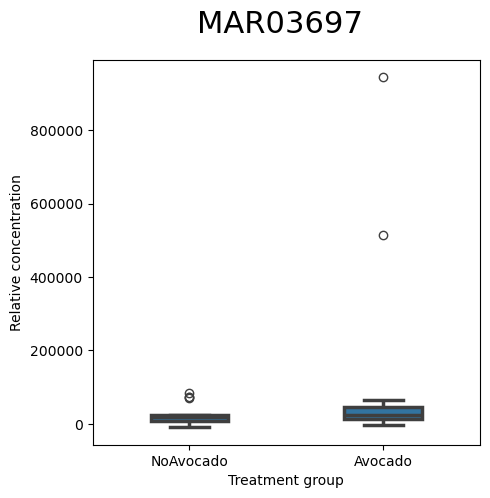 MAR03697
800000
600000
400000
200000
0
Relative concentration
NoAvocado
Avocado
Treatment group